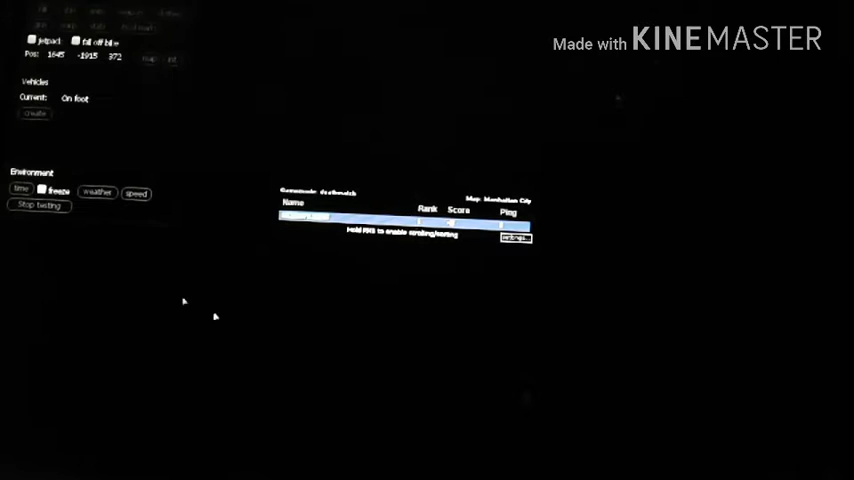 Made with KINEMASTER
jetpact fall off bike
Pos: 1645 -1915 372
Vehicles
Current: On foot
create
Environment
time freeze weather speed
Stop testing
Gamemode: deathmatch
Map: Manhattan City
Name Rank Score Ping
Hold RMB to enable scrolling/sorting
settings...